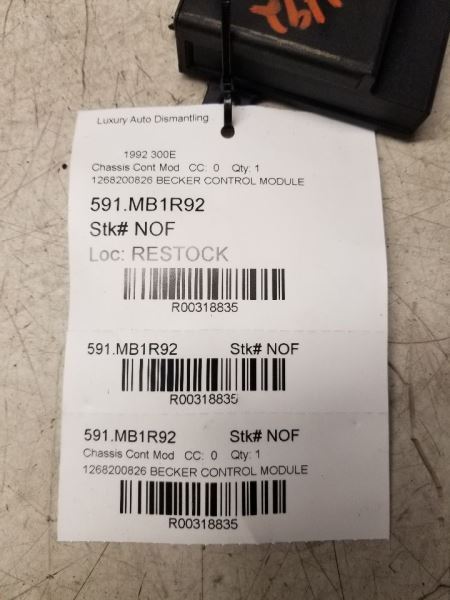 192
Luxury Auto Dismantling
1992 300E
Chassis Cont Mod CC: 0 Qty: 1
1268200826 BECKER CONTROL MODULE
591.MB1R92
Stk# NOF
Loc: RESTOCK
R00318835
591.MB1R92 Stk# NOF
R00318835
591.MB1R92 Stk# NOF
Chassis Cont Mod CC: 0 Qty: 1
1268200826 BECKER CONTROL MODULE
R00318835